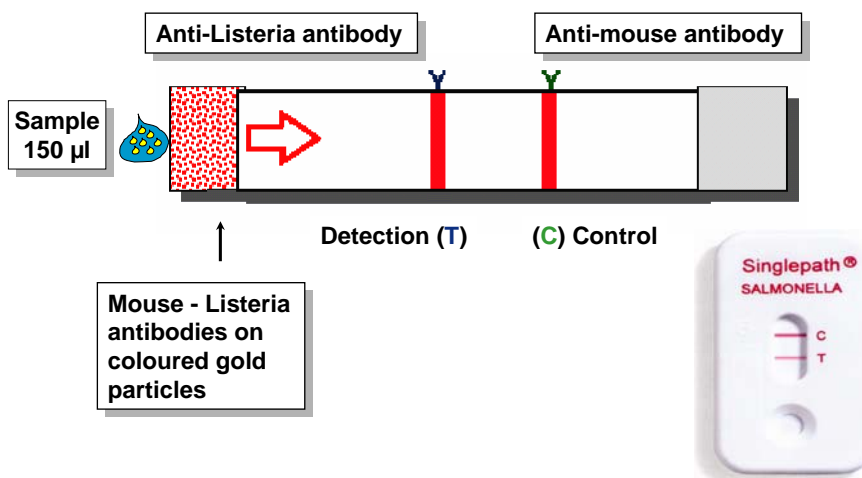 Anti-Listeria antibody
Anti-mouse antibody
Sample
150 µl
Detection (T)
(C) Control
Mouse - Listeria
antibodies on
coloured gold
particles
Singlepath®
SALMONELLA
C
T